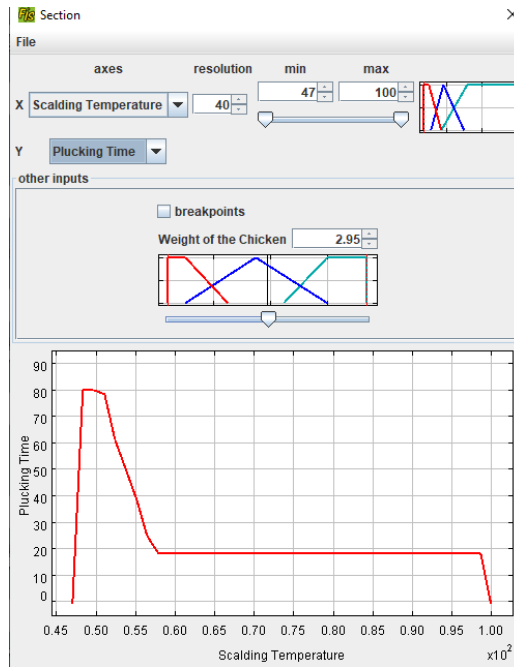 Fis Section
File
axes resolution min max
X Scalding Temperature 40 47 100
Y Plucking Time
other inputs
breakpoints
Weight of the Chicken 2.95
90
80
70
60
50
40
30
20
10
0
Plucking Time
0.45 0.50 0.55 0.60 0.65 0.70 0.75 0.80 0.85 0.90 0.95 1.00
x10²
Scalding Temperature